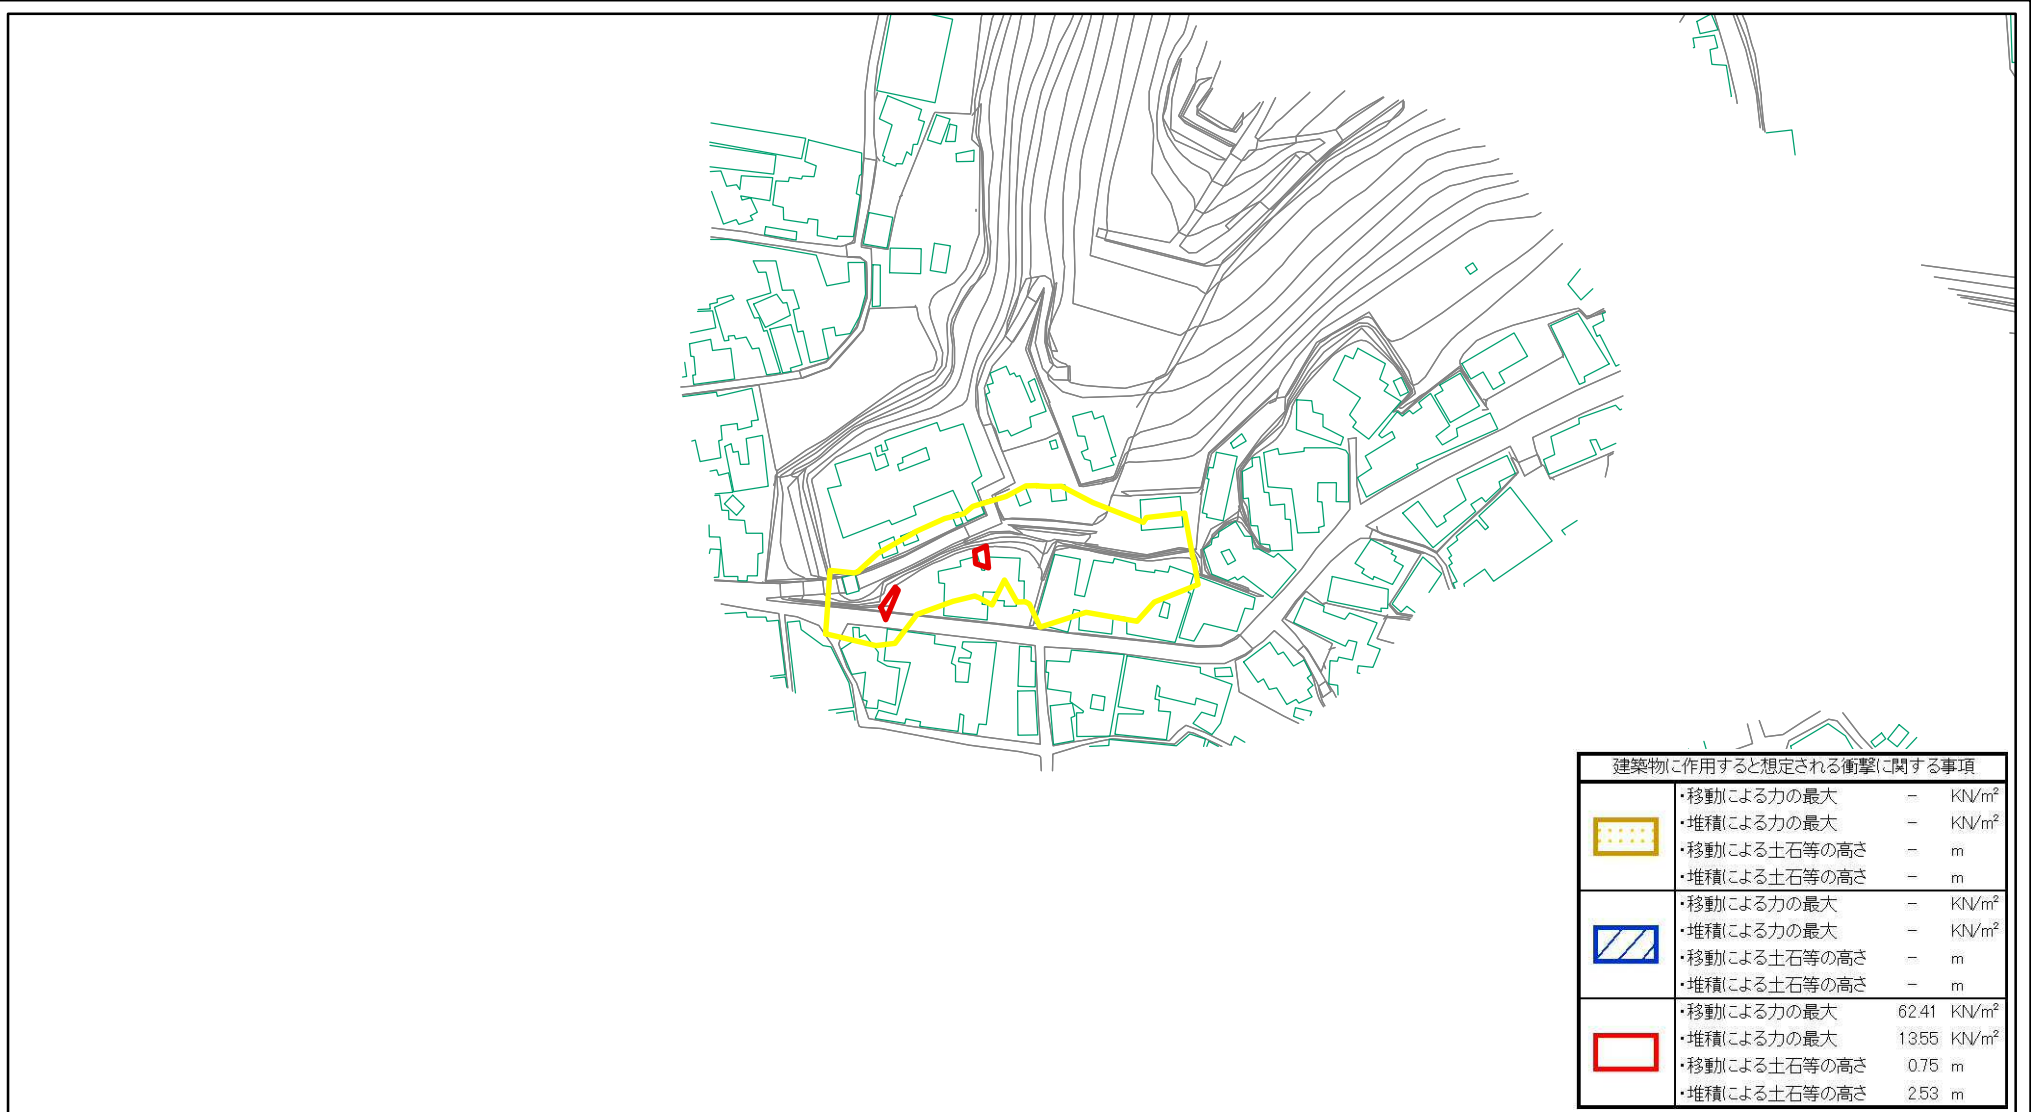 建築物に作用すると想定される衝撃に関する事項
・移動による力の最大 - KN/m²
・堆積による力の最大 - KN/m²
・移動による土石等の高さ - m
・堆積による土石等の高さ - m
・移動による力の最大 - KN/m²
・堆積による力の最大 - KN/m²
・移動による土石等の高さ - m
・堆積による土石等の高さ - m
・移動による力の最大 62.41 KN/m²
・堆積による力の最大 13.55 KN/m²
・移動による土石等の高さ 0.75 m
・堆積による土石等の高さ 2.53 m